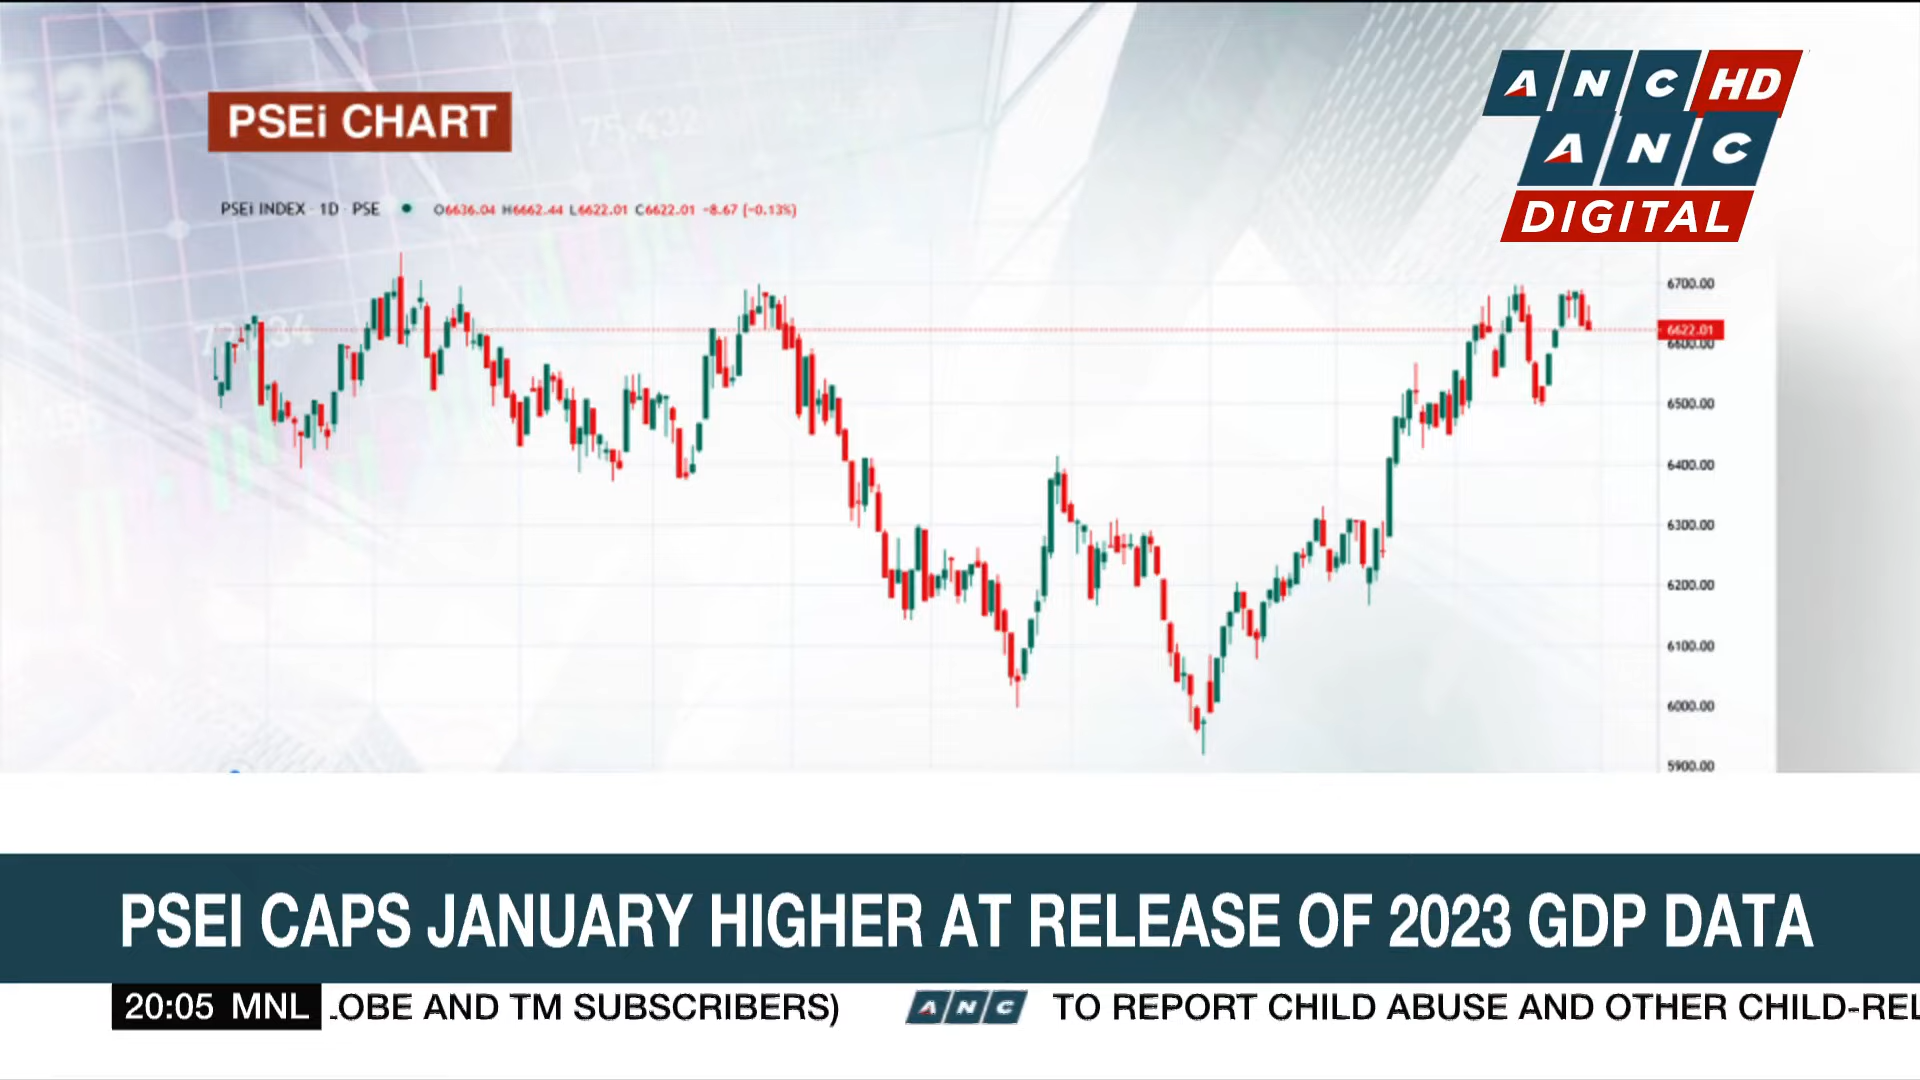 ANC HD
ANC
DIGITAL
PSEi CHART
PSEi INDEX · 1D · PSE O6636.04 H6662.44 L6622.01 C6622.01 −8.67 (−0.13%)
6700.00
6622.01
6600.00
6500.00
6400.00
6300.00
6200.00
6100.00
6000.00
5900.00
PSEI CAPS JANUARY HIGHER AT RELEASE OF 2023 GDP DATA
20:05 MNL OBE AND TM SUBSCRIBERS) ANC TO REPORT CHILD ABUSE AND OTHER CHILD-REL